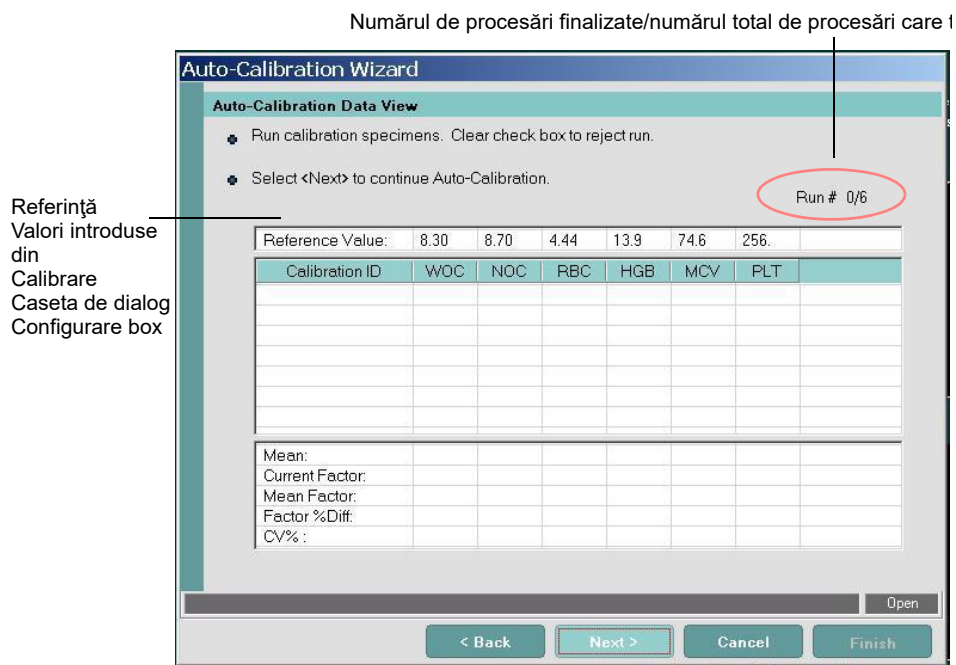 Numărul de procesări finalizate/numărul total de procesări care
Auto-Calibration Wizard
Auto-Calibration Data View
Run calibration specimens. Clear check box to reject run.
Select <Next> to continue Auto-Calibration.
Run # 0/6
Referinţă
Valori introduse
din
Calibrare
Caseta de dialog
Configurare box
Reference Value: 8.30 8.70 4.44 13.9 74.6 256.
Calibration ID WOC NOC RBC HGB MCV PLT
Mean:
Current Factor:
Mean Factor:
Factor %Diff:
CV% :
Open
< Back Next > Cancel Finish